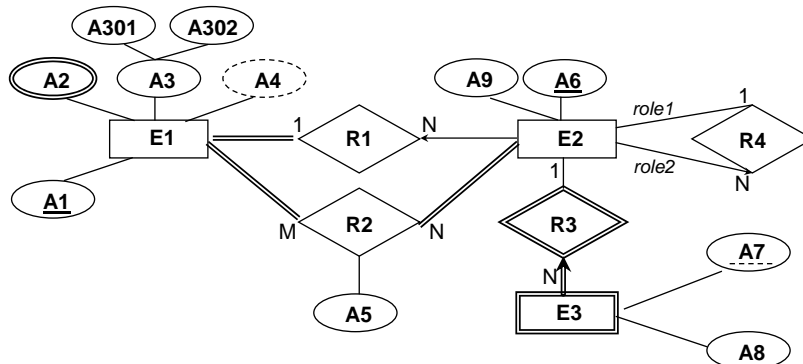 A301 A302
A2 A3 A4 A9 A6
E1 1 R1 N E2 role1 1
R4
role2 N
A1 M R2 N 1 R3
A7
A5 N E3
A8